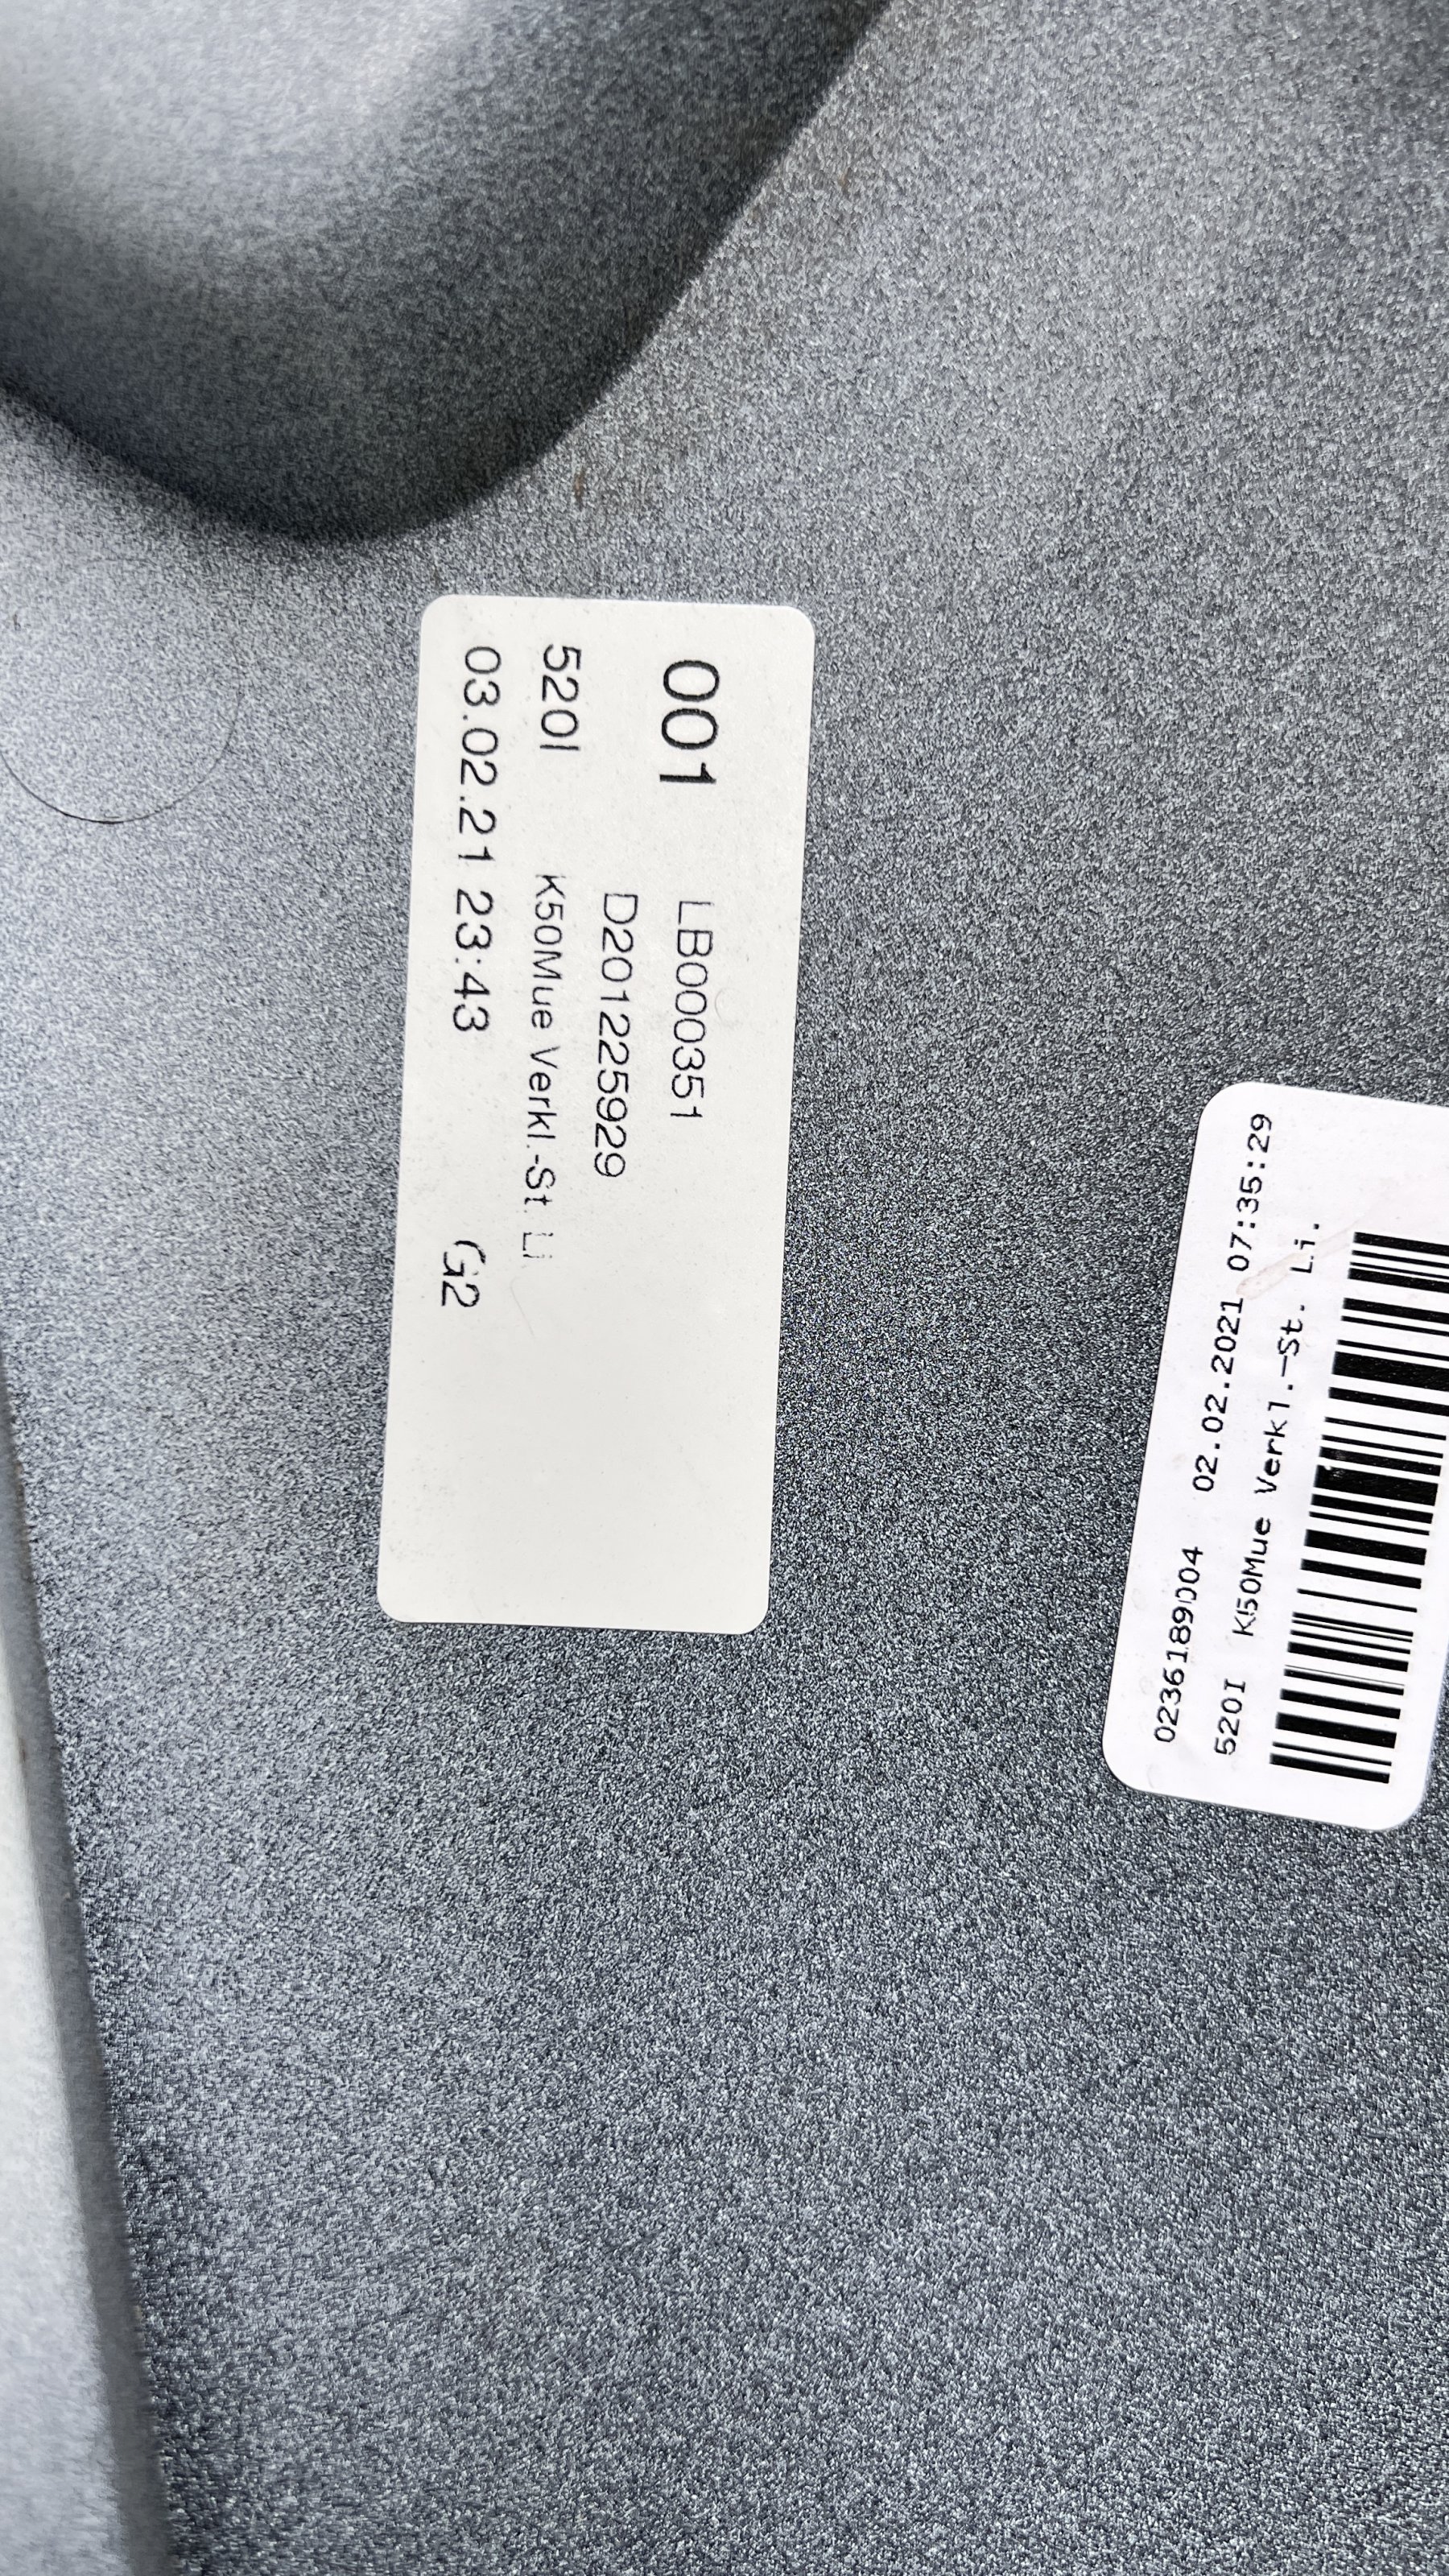 001 LB000351
D201225929
520I K50Mue Verkl.-St. Li
03.02.21 23:43 G2
0236189004 02.02.2021 07:35:29
520I K50Mue Verkl.-St. Li.